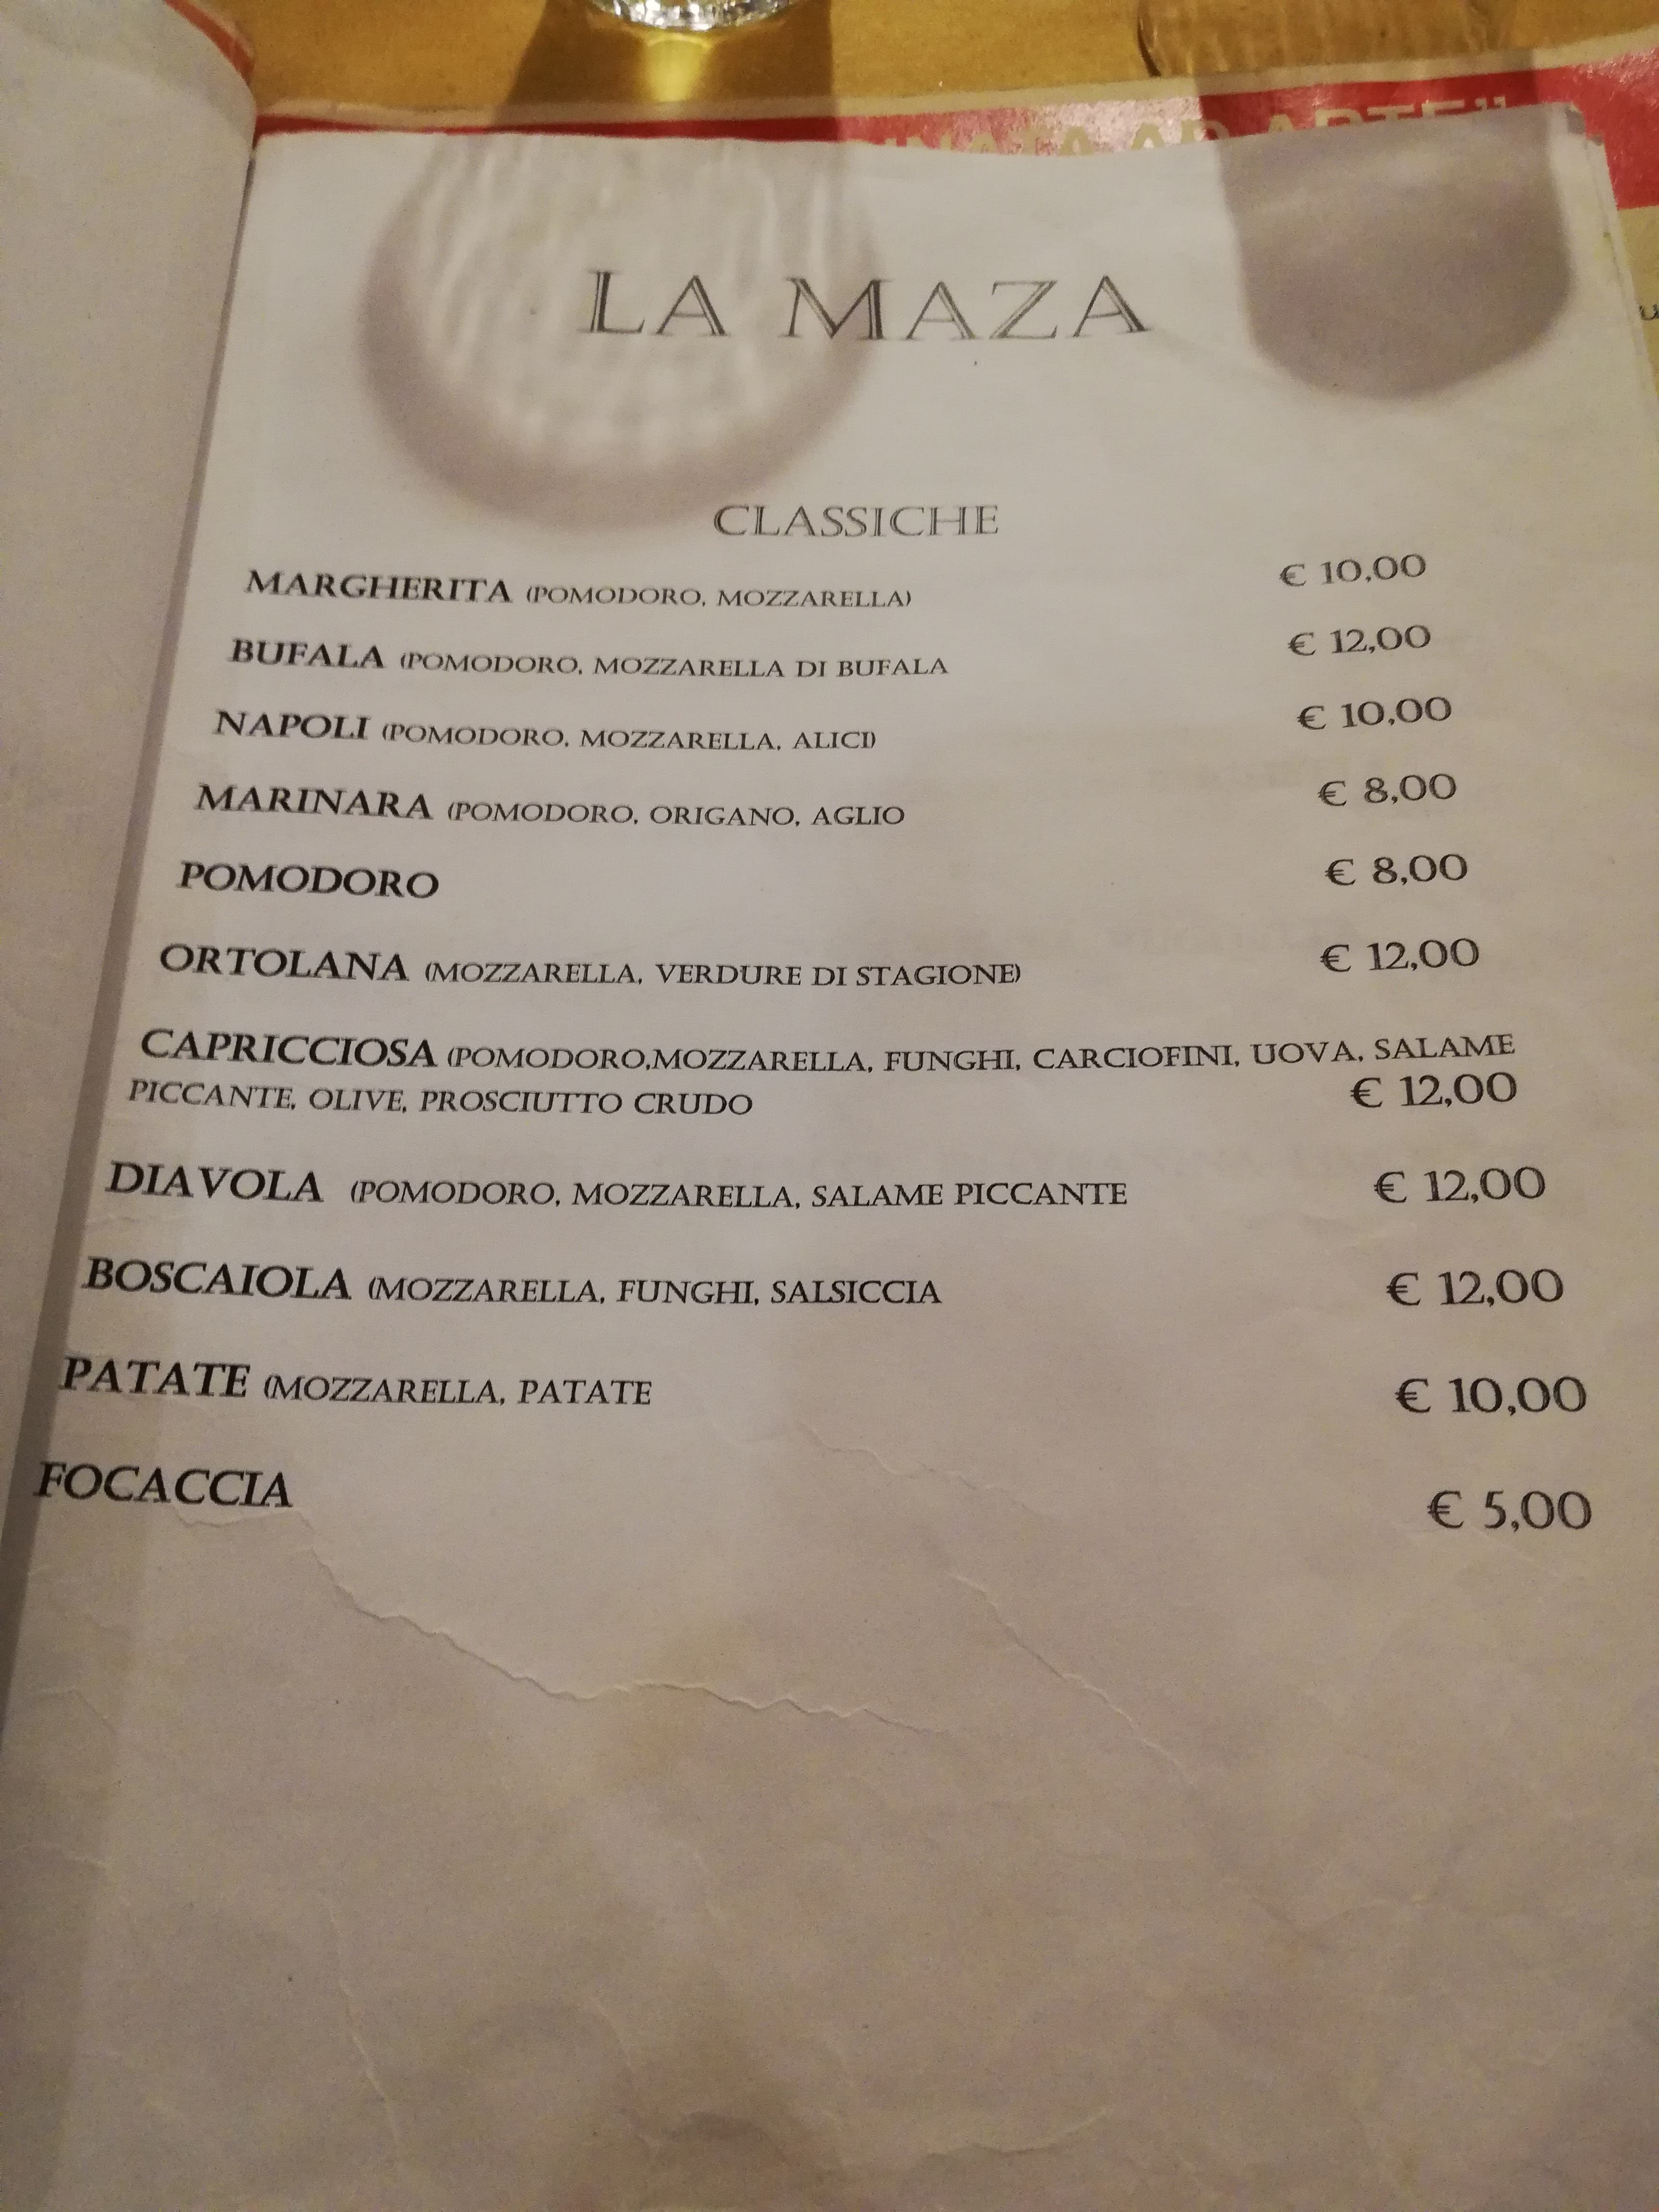 AD ARTE"
LA MAZA
CLASSICHE
MARGHERITA (POMODORO, MOZZARELLA) € 10,00
BUFALA (POMODORO, MOZZARELLA DI BUFALA € 12,00
NAPOLI (POMODORO, MOZZARELLA, ALICI) € 10,00
MARINARA (POMODORO, ORIGANO, AGLIO € 8,00
POMODORO € 8,00
ORTOLANA (MOZZARELLA, VERDURE DI STAGIONE) € 12,00
CAPRICCIOSA (POMODORO,MOZZARELLA, FUNGHI, CARCIOFINI, UOVA, SALAME
PICCANTE, OLIVE, PROSCIUTTO CRUDO € 12,00
DIAVOLA (POMODORO, MOZZARELLA, SALAME PICCANTE € 12,00
BOSCAIOLA (MOZZARELLA, FUNGHI, SALSICCIA € 12,00
PATATE (MOZZARELLA, PATATE € 10,00
FOCACCIA € 5,00